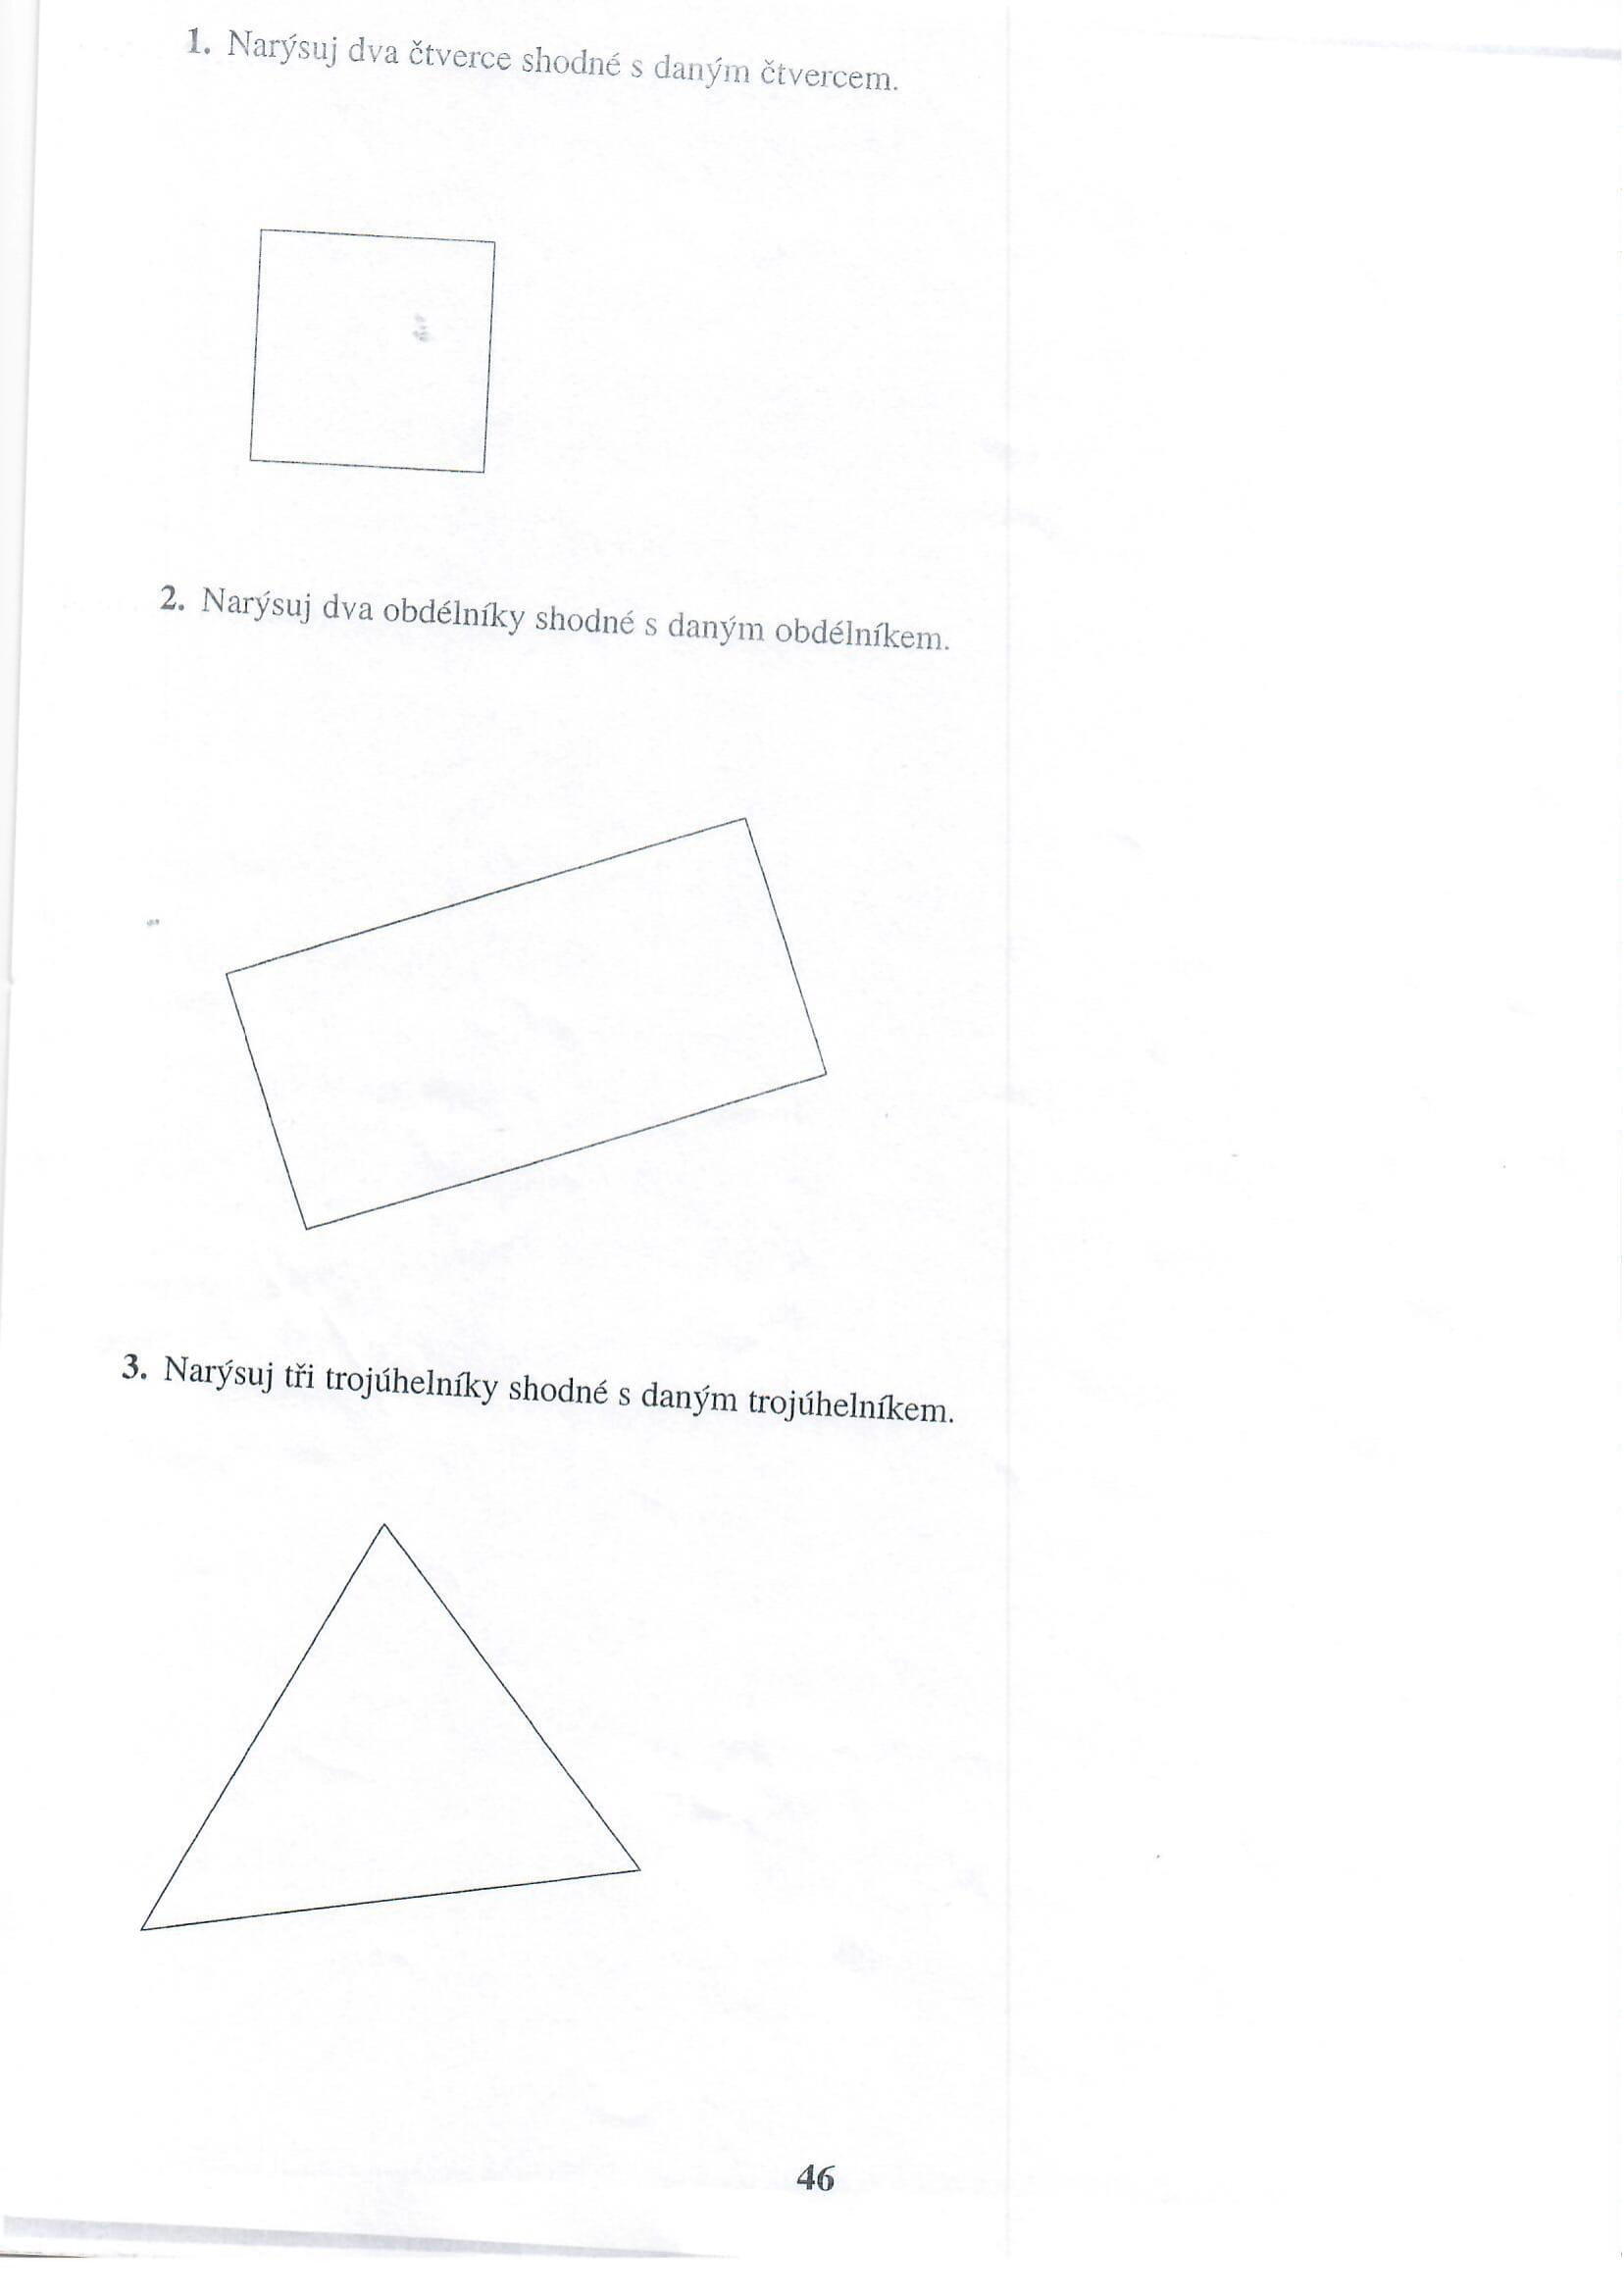 1. Narýsuj dva čtverce shodné s daným čtvercem.
2. Narýsuj dva obdélníky shodné s daným obdélníkem.
3. Narýsuj tři trojúhelníky shodné s daným trojúhelníkem.
46